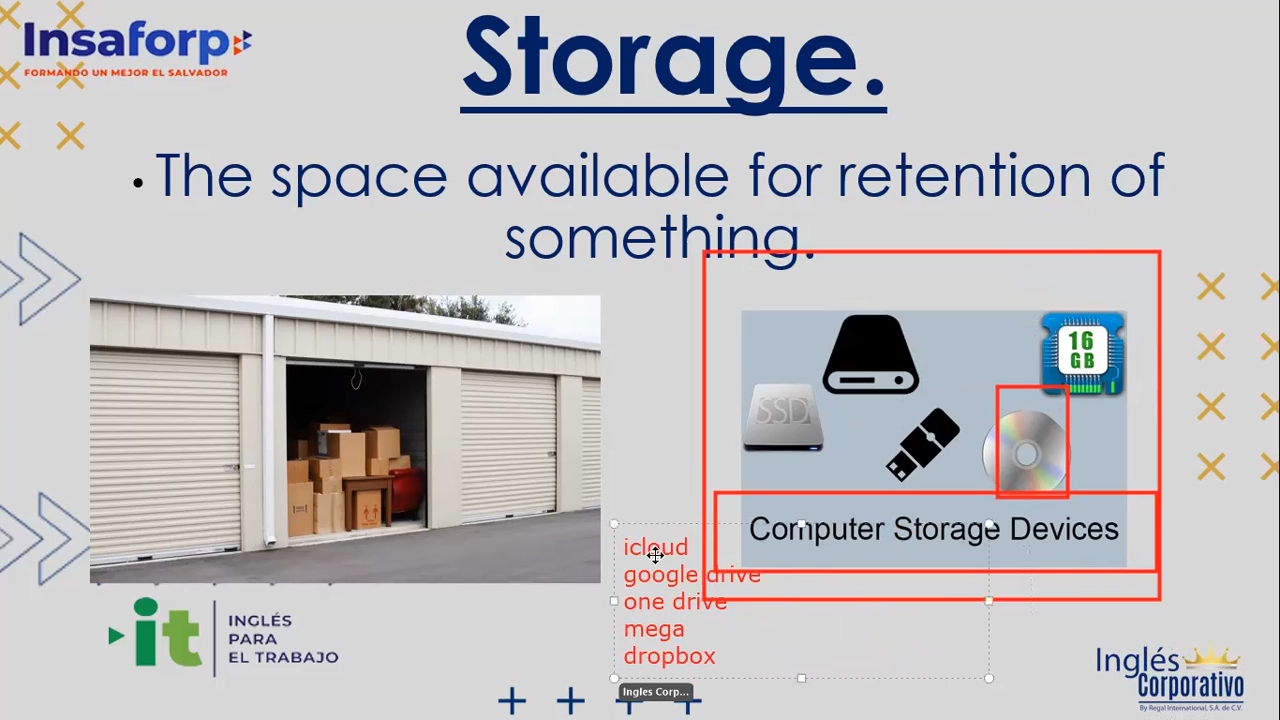 Insaforp
FORMANDO UN MEJOR EL SALVADOR
Storage.
• The space available for retention of
something.
16
GB
SSD
Computer Storage Devices
icloud
google drive
one drive
mega
dropbox
it
INGLÉS
PARA
EL TRABAJO
Ingles Corp...
Inglés
Corporativo
By Regal International, S.A. de C.V.